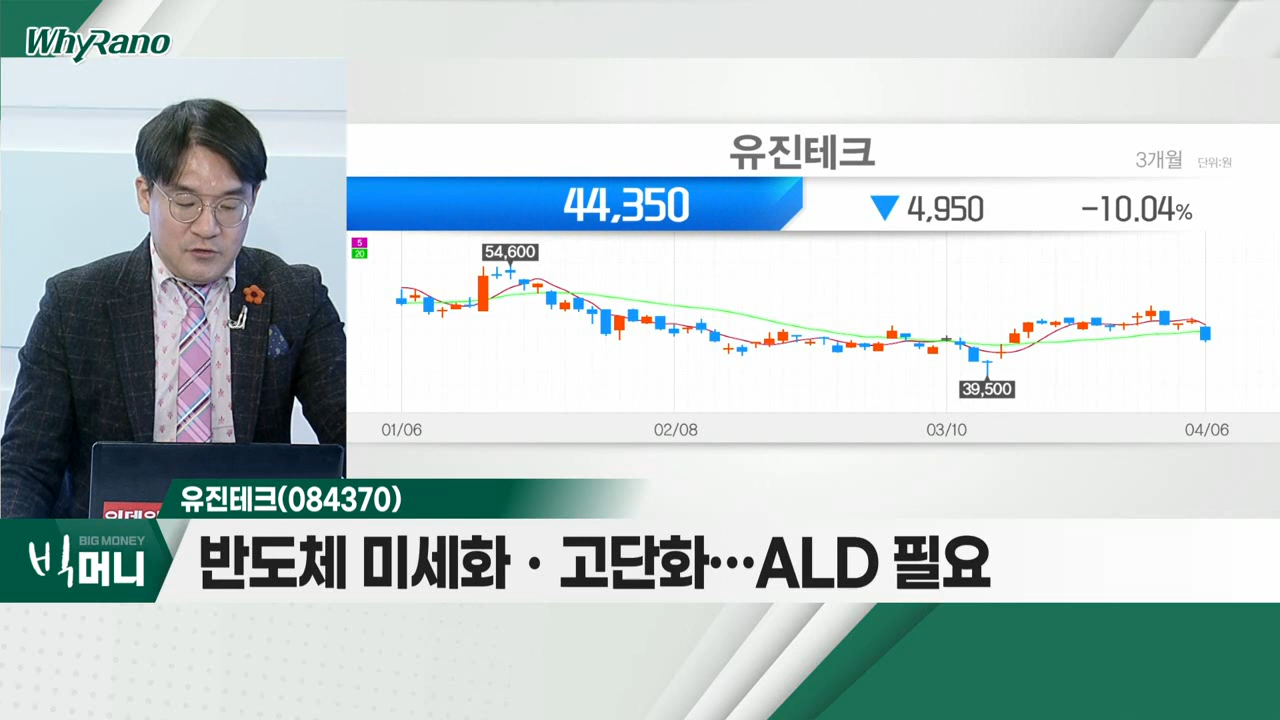 WhyRano
유진테크
3개월 단위:원
44,350 ▼ 4,950 -10.04%
5
20
54,600
39,500
01/06 02/08 03/10 04/06
유진테크(084370)
BIG MONEY
빅머니
반도체 미세화·고단화···ALD 필요